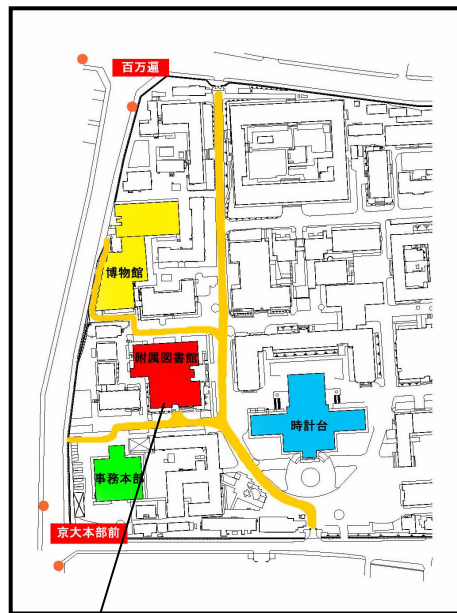 百万遍
博物館
附属図書館
時計台
事務本部
京大本部前